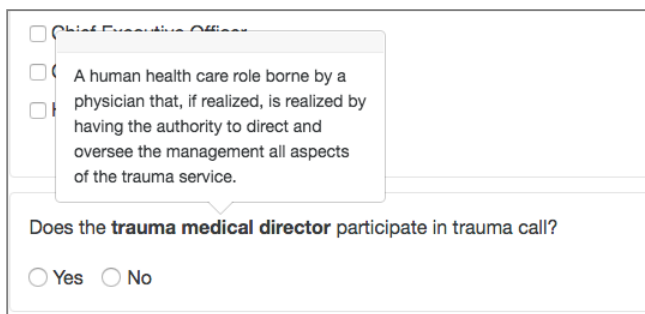 Chief Executive Officer
A human health care role borne by a
physician that, if realized, is realized by
having the authority to direct and
oversee the management all aspects
of the trauma service.
Does the trauma medical director participate in trauma call?
Yes
No